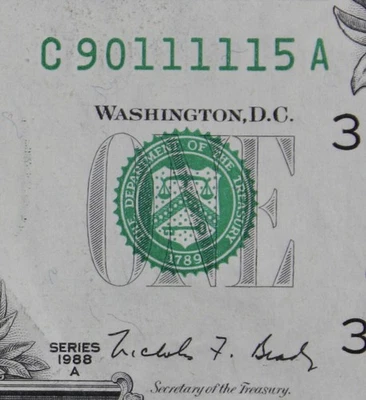 C 90111115 A
WASHINGTON, D.C.
3
ONE
THE DEPARTMENT OF THE TREASURY
1789
SERIES
1988
A
Nicholas F. Brady
3
Secretary of the Treasury.